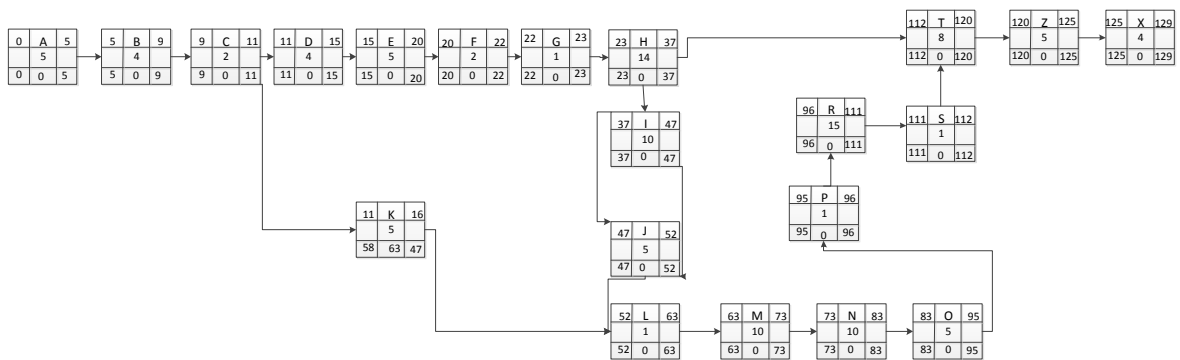 0 A 5
5
0 0 5
5 B 9
4
5 0 9
9 C 11
2
9 0 11
11 D 15
4
11 0 15
15 E 20
5
15 0 20
20 F 22
2
20 0 22
22 G 23
1
22 0 23
23 H 37
14
23 0 37
112 T 120
8
112 0 120
120 Z 125
5
120 0 125
125 X 129
4
125 0 129
37 I 47
10
37 0 47
96 R 111
15
96 0 111
111 S 112
1
111 0 112
11 K 16
5
58 63 47
47 J 52
5
47 0 52
95 P 96
1
95 0 96
52 L 63
1
52 0 63
63 M 73
10
63 0 73
73 N 83
10
73 0 83
83 O 95
5
83 0 95